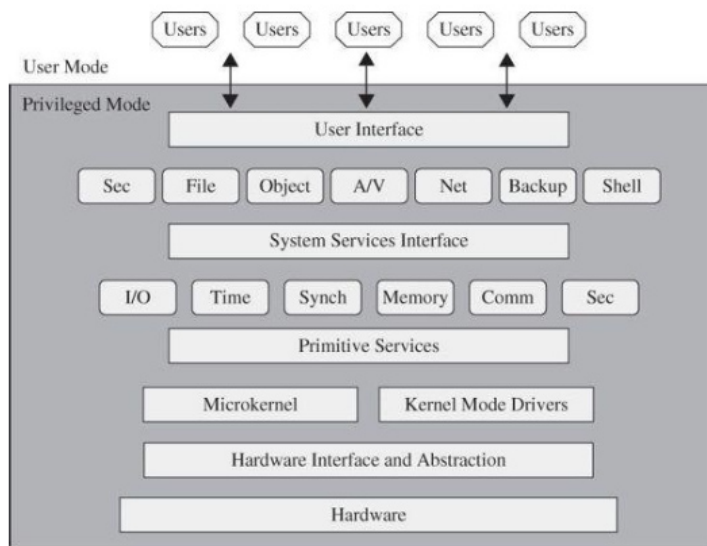 Users Users Users Users Users
User Mode
Privileged Mode
User Interface
Sec File Object A/V Net Backup Shell
System Services Interface
I/O Time Synch Memory Comm Sec
Primitive Services
Microkernel Kernel Mode Drivers
Hardware Interface and Abstraction
Hardware